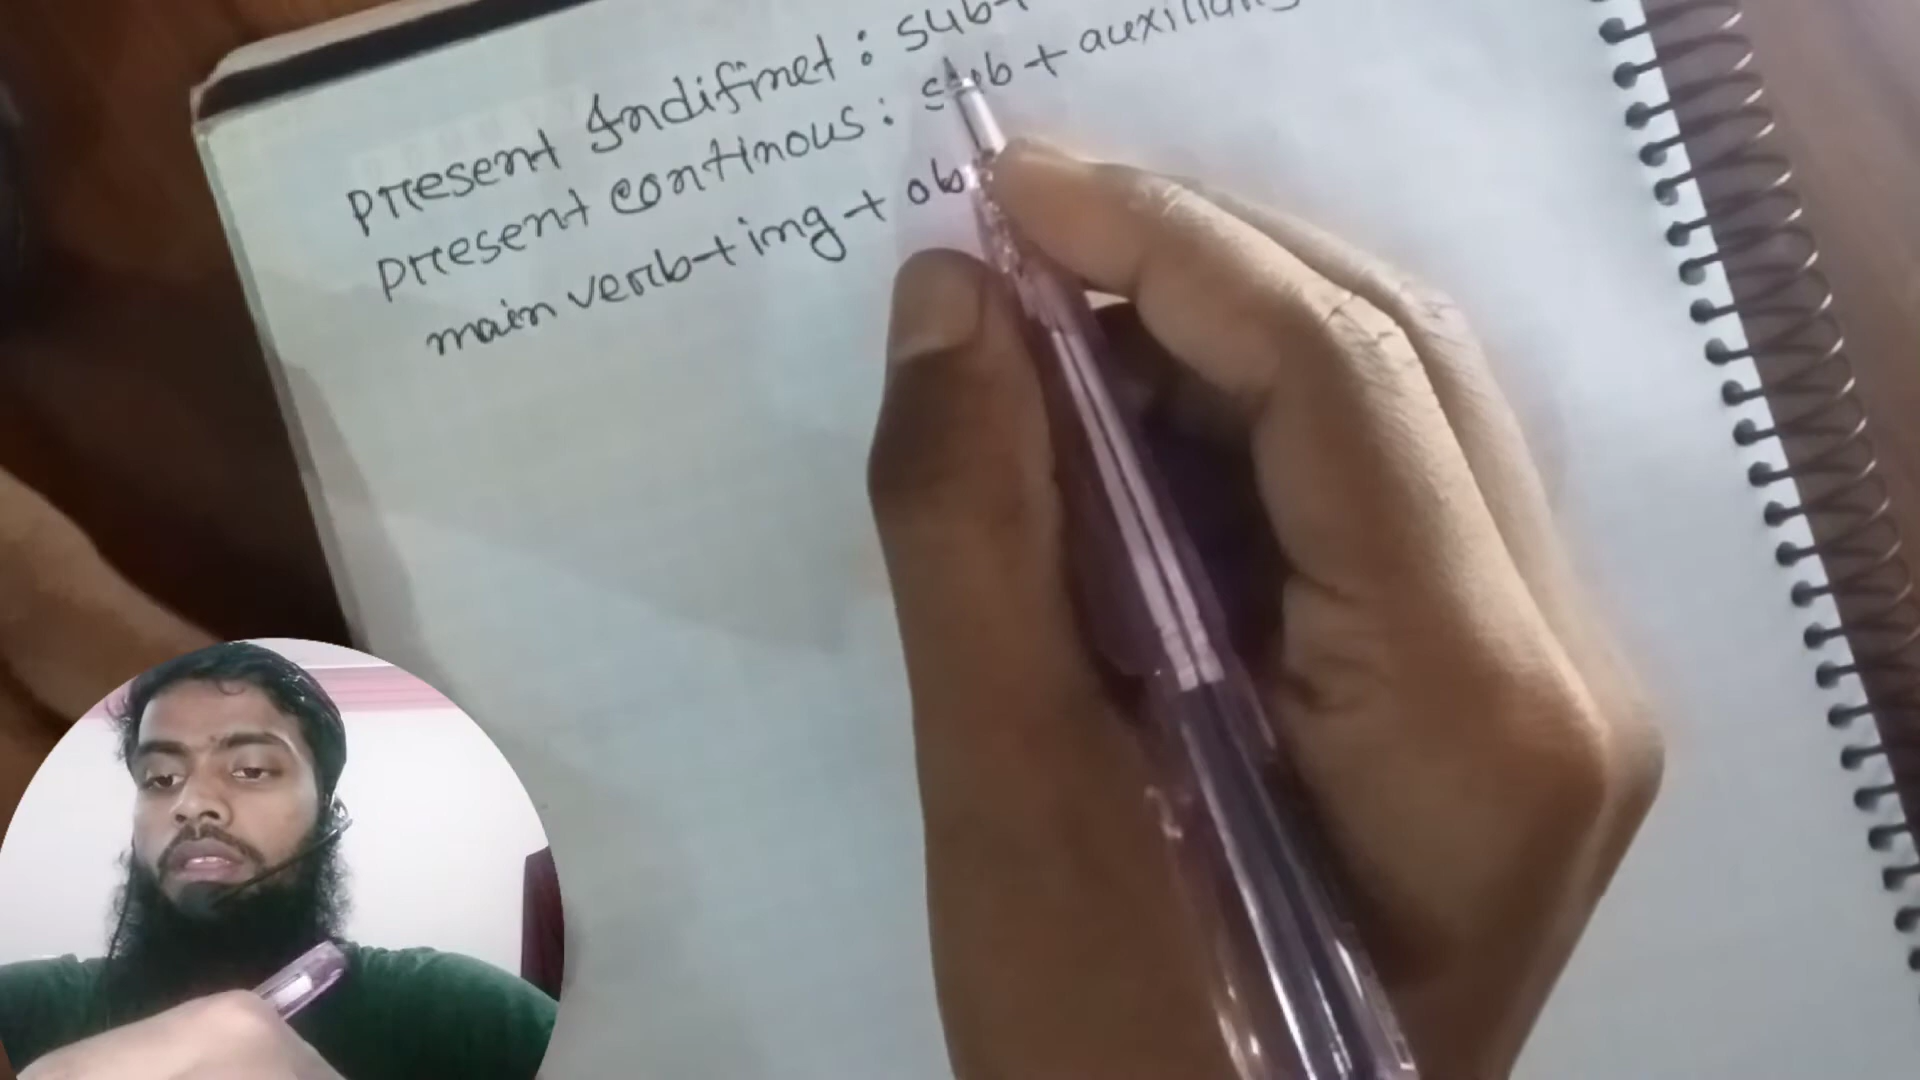 Present Indifinet : sub+
Present continous : sub + auxiliary
main verb + ing + ob